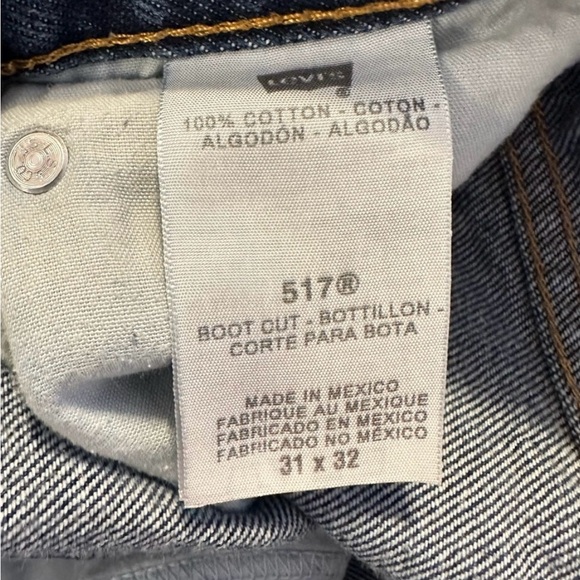 LEVI'S
®
100% COTTON - COTON -
ALGODÓN - ALGODÃO
517®
BOOT CUT - BOTTILLON -
CORTE PARA BOTA
MADE IN MEXICO
FABRIQUE AU MEXIQUE
FABRICADO EN MÉXICO
FABRICADO NO MÉXICO
31 x 32